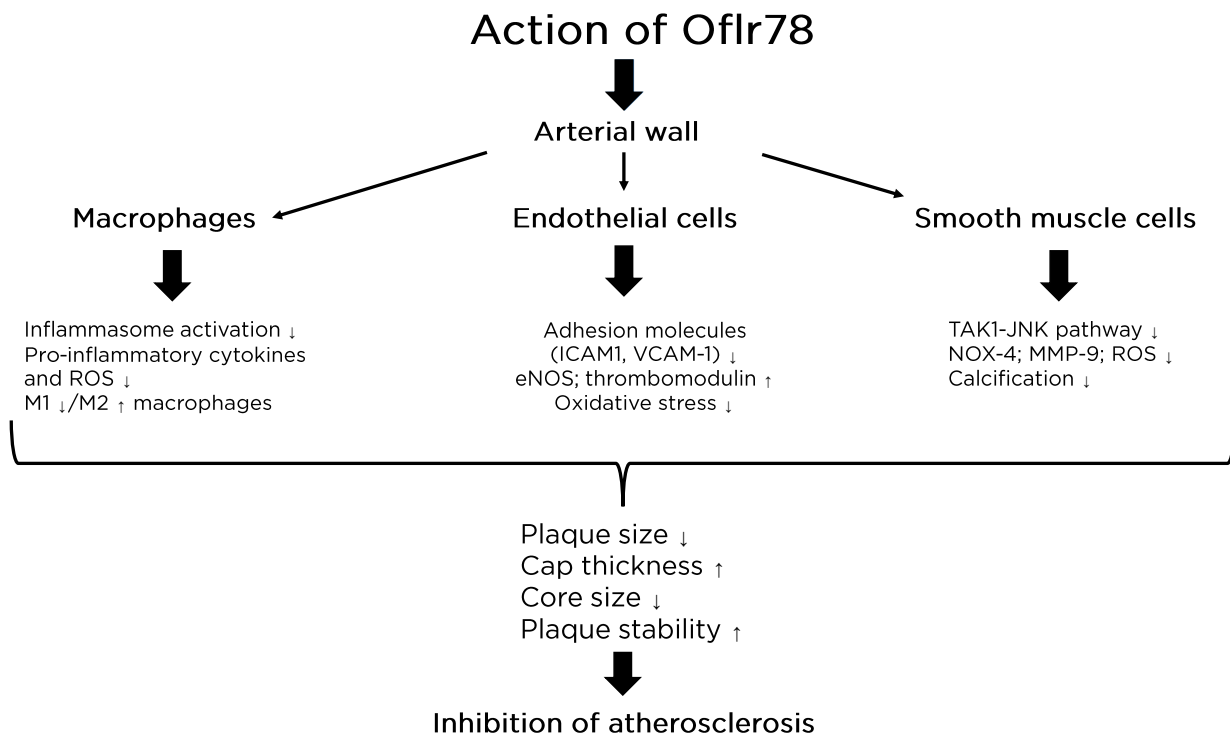 Action of Oflr78
Arterial wall
Macrophages
Endothelial cells
Smooth muscle cells
Inflammasome activation ↓
Pro-inflammatory cytokines
and ROS ↓
M1 ↓/M2 ↑ macrophages
Adhesion molecules
(ICAM1, VCAM-1) ↓
eNOS; thrombomodulin ↑
Oxidative stress ↓
TAK1-JNK pathway ↓
NOX-4; MMP-9; ROS ↓
Calcification ↓
Plaque size ↓
Cap thickness ↑
Core size ↓
Plaque stability ↑
Inhibition of atherosclerosis